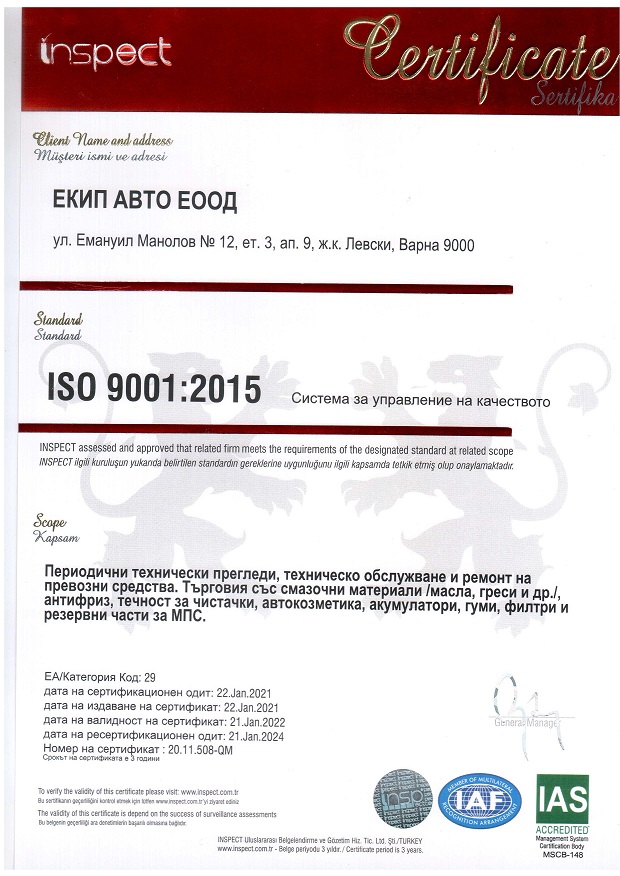 inspect
Certificate
Sertifika
Client Name and address
Müşteri ismi ve adresi
ЕКИП АВТО ЕООД
ул. Емануил Манолов № 12, ет. 3, ап. 9, ж.к. Левски, Варна 9000
Standard
Standard
ISO 9001:2015 Система за управление на качеството
INSPECT assessed and approved that related firm meets the requirements of the designated standard at related scope
INSPECT ilgili kuruluşun yukarıda belirtilen standardın gereklerine uygunluğunu ilgili kapsamda tetkik etmiş olup onaylamaktadır.
Scope
Kapsam
Периодични технически прегледи, техническо обслужване и ремонт на
превозни средства. Търговия със смазочни материали /масла, греси и др./,
антифриз, течност за чистачки, автокозметика, акумулатори, гуми, филтри и
резервни части за МПС.
EA/Категория Код: 29
дата на сертификационен одит: 22.Jan.2021
дата на издаване на сертификат: 22.Jan.2021
дата на валидност на сертификат: 21.Jan.2022
дата на ресертификационен одит: 21.Jan.2024
Номер на сертификат : 20.11.508-QM
Срокът на сертификата е 3 години
General Manager
To verify the validity of this certificate please visit: www.inspect.com.tr
Bu sertifikanın geçerliliğini kontrol etmek için lütfen www.inspect.com.tr'yi ziyaret ediniz
The validity of this certificate is depend on the success of surveillance assessments
Bu belgenin geçerliliği ara denetimlerin başarılı olmasına bağlıdır.
inspect
MEMBER OF MULTILATERAL
IAF
RECOGNITION ARRANGEMENT
IAS
ACCREDITED
Management System
Certification Body
MSCB-148
INSPECT Uluslararası Belgelendirme ve Gözetim Hiz. Tic. Ltd. Şti./TURKEY
www.inspect.com.tr - Belge periyodu 3 yıldır. / Certificate period is 3 years.